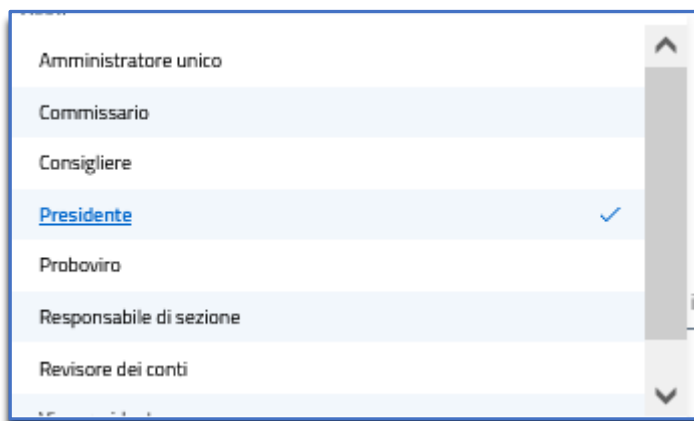 Amministratore unico
Commissario
Consigliere
Presidente
Proboviro
Responsabile di sezione
Revisore dei conti